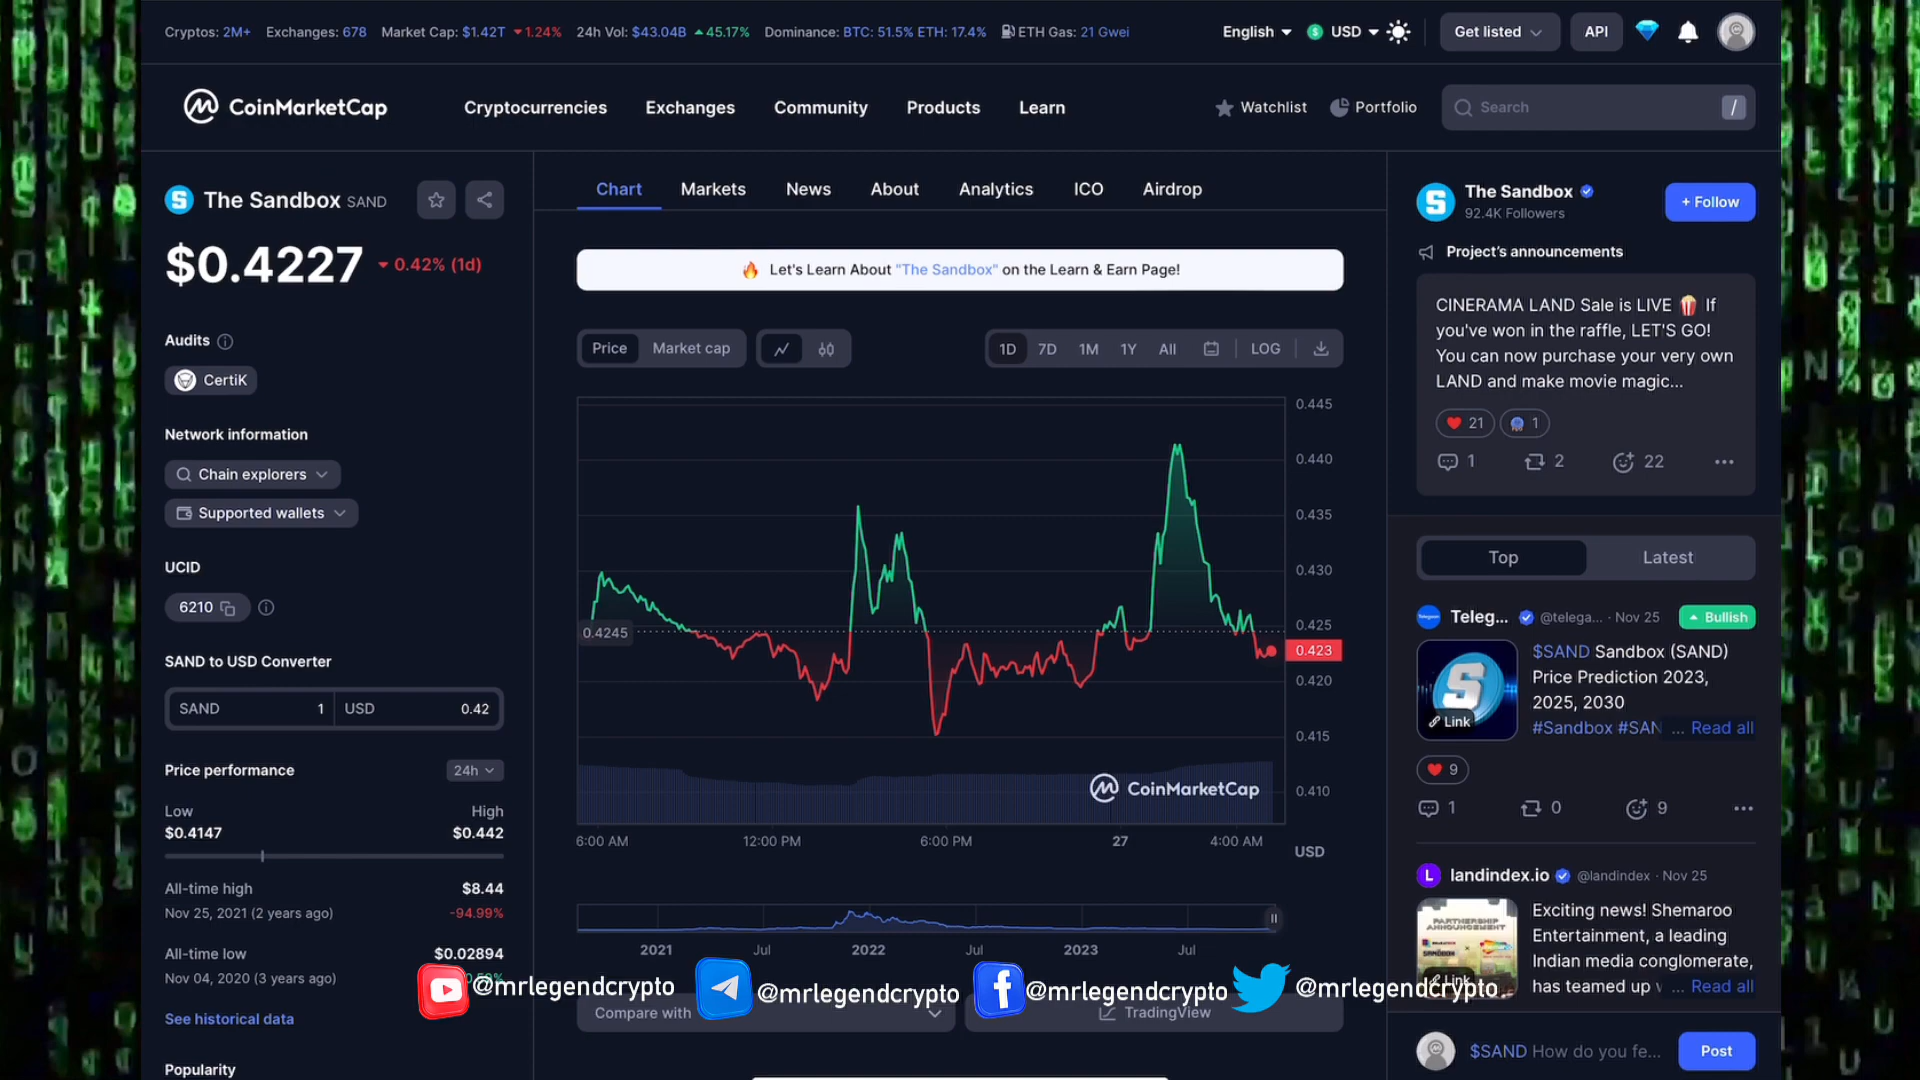 Cryptos: 2M+ Exchanges: 678 Market Cap: $1.42T 1.24% 24h Vol: $43.04B 45.17% Dominance: BTC: 51.5% ETH: 17.4% ETH Gas: 21 Gwei English USD Get listed API
CoinMarketCap Cryptocurrencies Exchanges Community Products Learn Watchlist Portfolio Search /
The Sandbox SAND
$0.4227 0.42% (1d)
Audits
CertiK
Network information
Chain explorers
Supported wallets
UCID
6210
SAND to USD Converter
SAND 1 USD 0.42
Price performance 24h
Low High
$0.4147 $0.442
All-time high $8.44
Nov 25, 2021 (2 years ago) -94.99%
All-time low $0.02894
Nov 04, 2020 (3 years ago)
See historical data
Popularity
Chart Markets News About Analytics ICO Airdrop
Let's Learn About "The Sandbox" on the Learn & Earn Page!
Price Market cap 1D 7D 1M 1Y All LOG
0.445
0.440
0.435
0.430
0.425
0.4245
0.423
0.420
0.415
0.410
CoinMarketCap
6:00 AM 12:00 PM 6:00 PM 27 4:00 AM USD
2021 Jul 2022 Jul 2023 Jul
@mrlegendcrypto @mrlegendcrypto @mrlegendcrypto @mrlegendcrypto
Compare with TradingView
The Sandbox
92.4K Followers
+ Follow
Project's announcements
CINERAMA LAND Sale is LIVE 🍿 If
you've won in the raffle, LET'S GO!
You can now purchase your very own
LAND and make movie magic...
21 1
1 2 22
Top Latest
Teleg... @telega... · Nov 25 Bullish
$SAND Sandbox (SAND)
Price Prediction 2023,
2025, 2030
#Sandbox #SAN ... Read all
Link
9
1 0 9
L landindex.io @landindex · Nov 25
PARTNERSHIP
ANNOUNCEMENT
Link
Exciting news! Shemaroo
Entertainment, a leading
Indian media conglomerate,
has teamed up ... Read all
$SAND How do you fe... Post